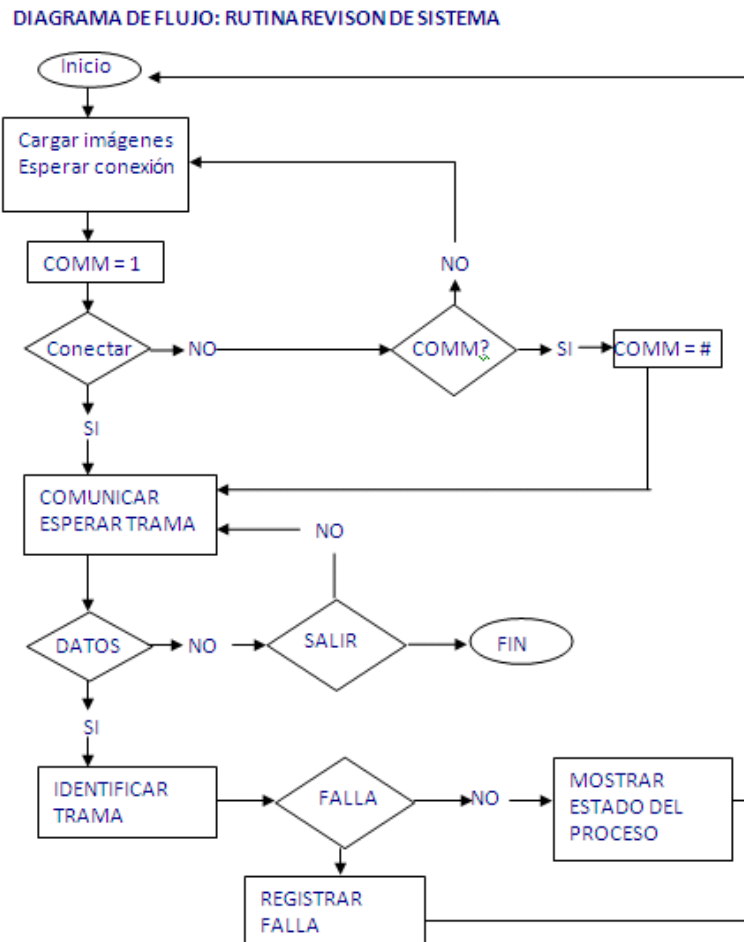 DIAGRAMA DE FLUJO: RUTINA REVISON DE SISTEMA
Inicio
Cargar imágenes
Esperar conexión
COMM = 1
NO
Conectar
NO
COMM?
SI
COMM = #
SI
COMUNICAR
ESPERAR TRAMA
NO
DATOS
NO
SALIR
FIN
SI
IDENTIFICAR
TRAMA
FALLA
NO
MOSTRAR
ESTADO DEL
PROCESO
REGISTRAR
FALLA